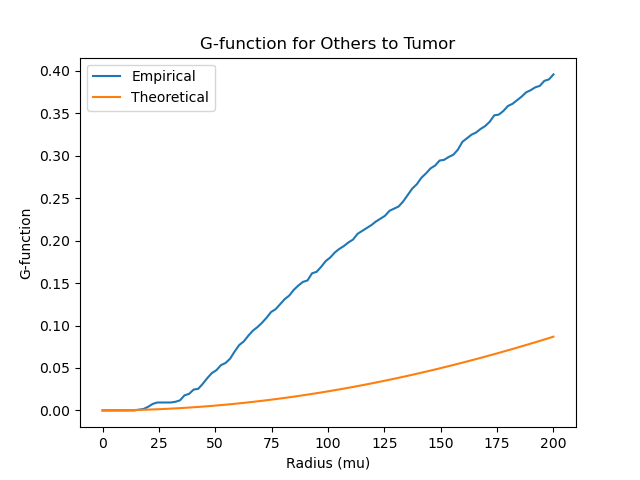 G-function for Others to Tumor
Empirical
Theoretical
0.40
0.35
0.30
0.25
0.20
0.15
0.10
0.05
0.00
G-function
0 25 50 75 100 125 150 175 200
Radius (mu)